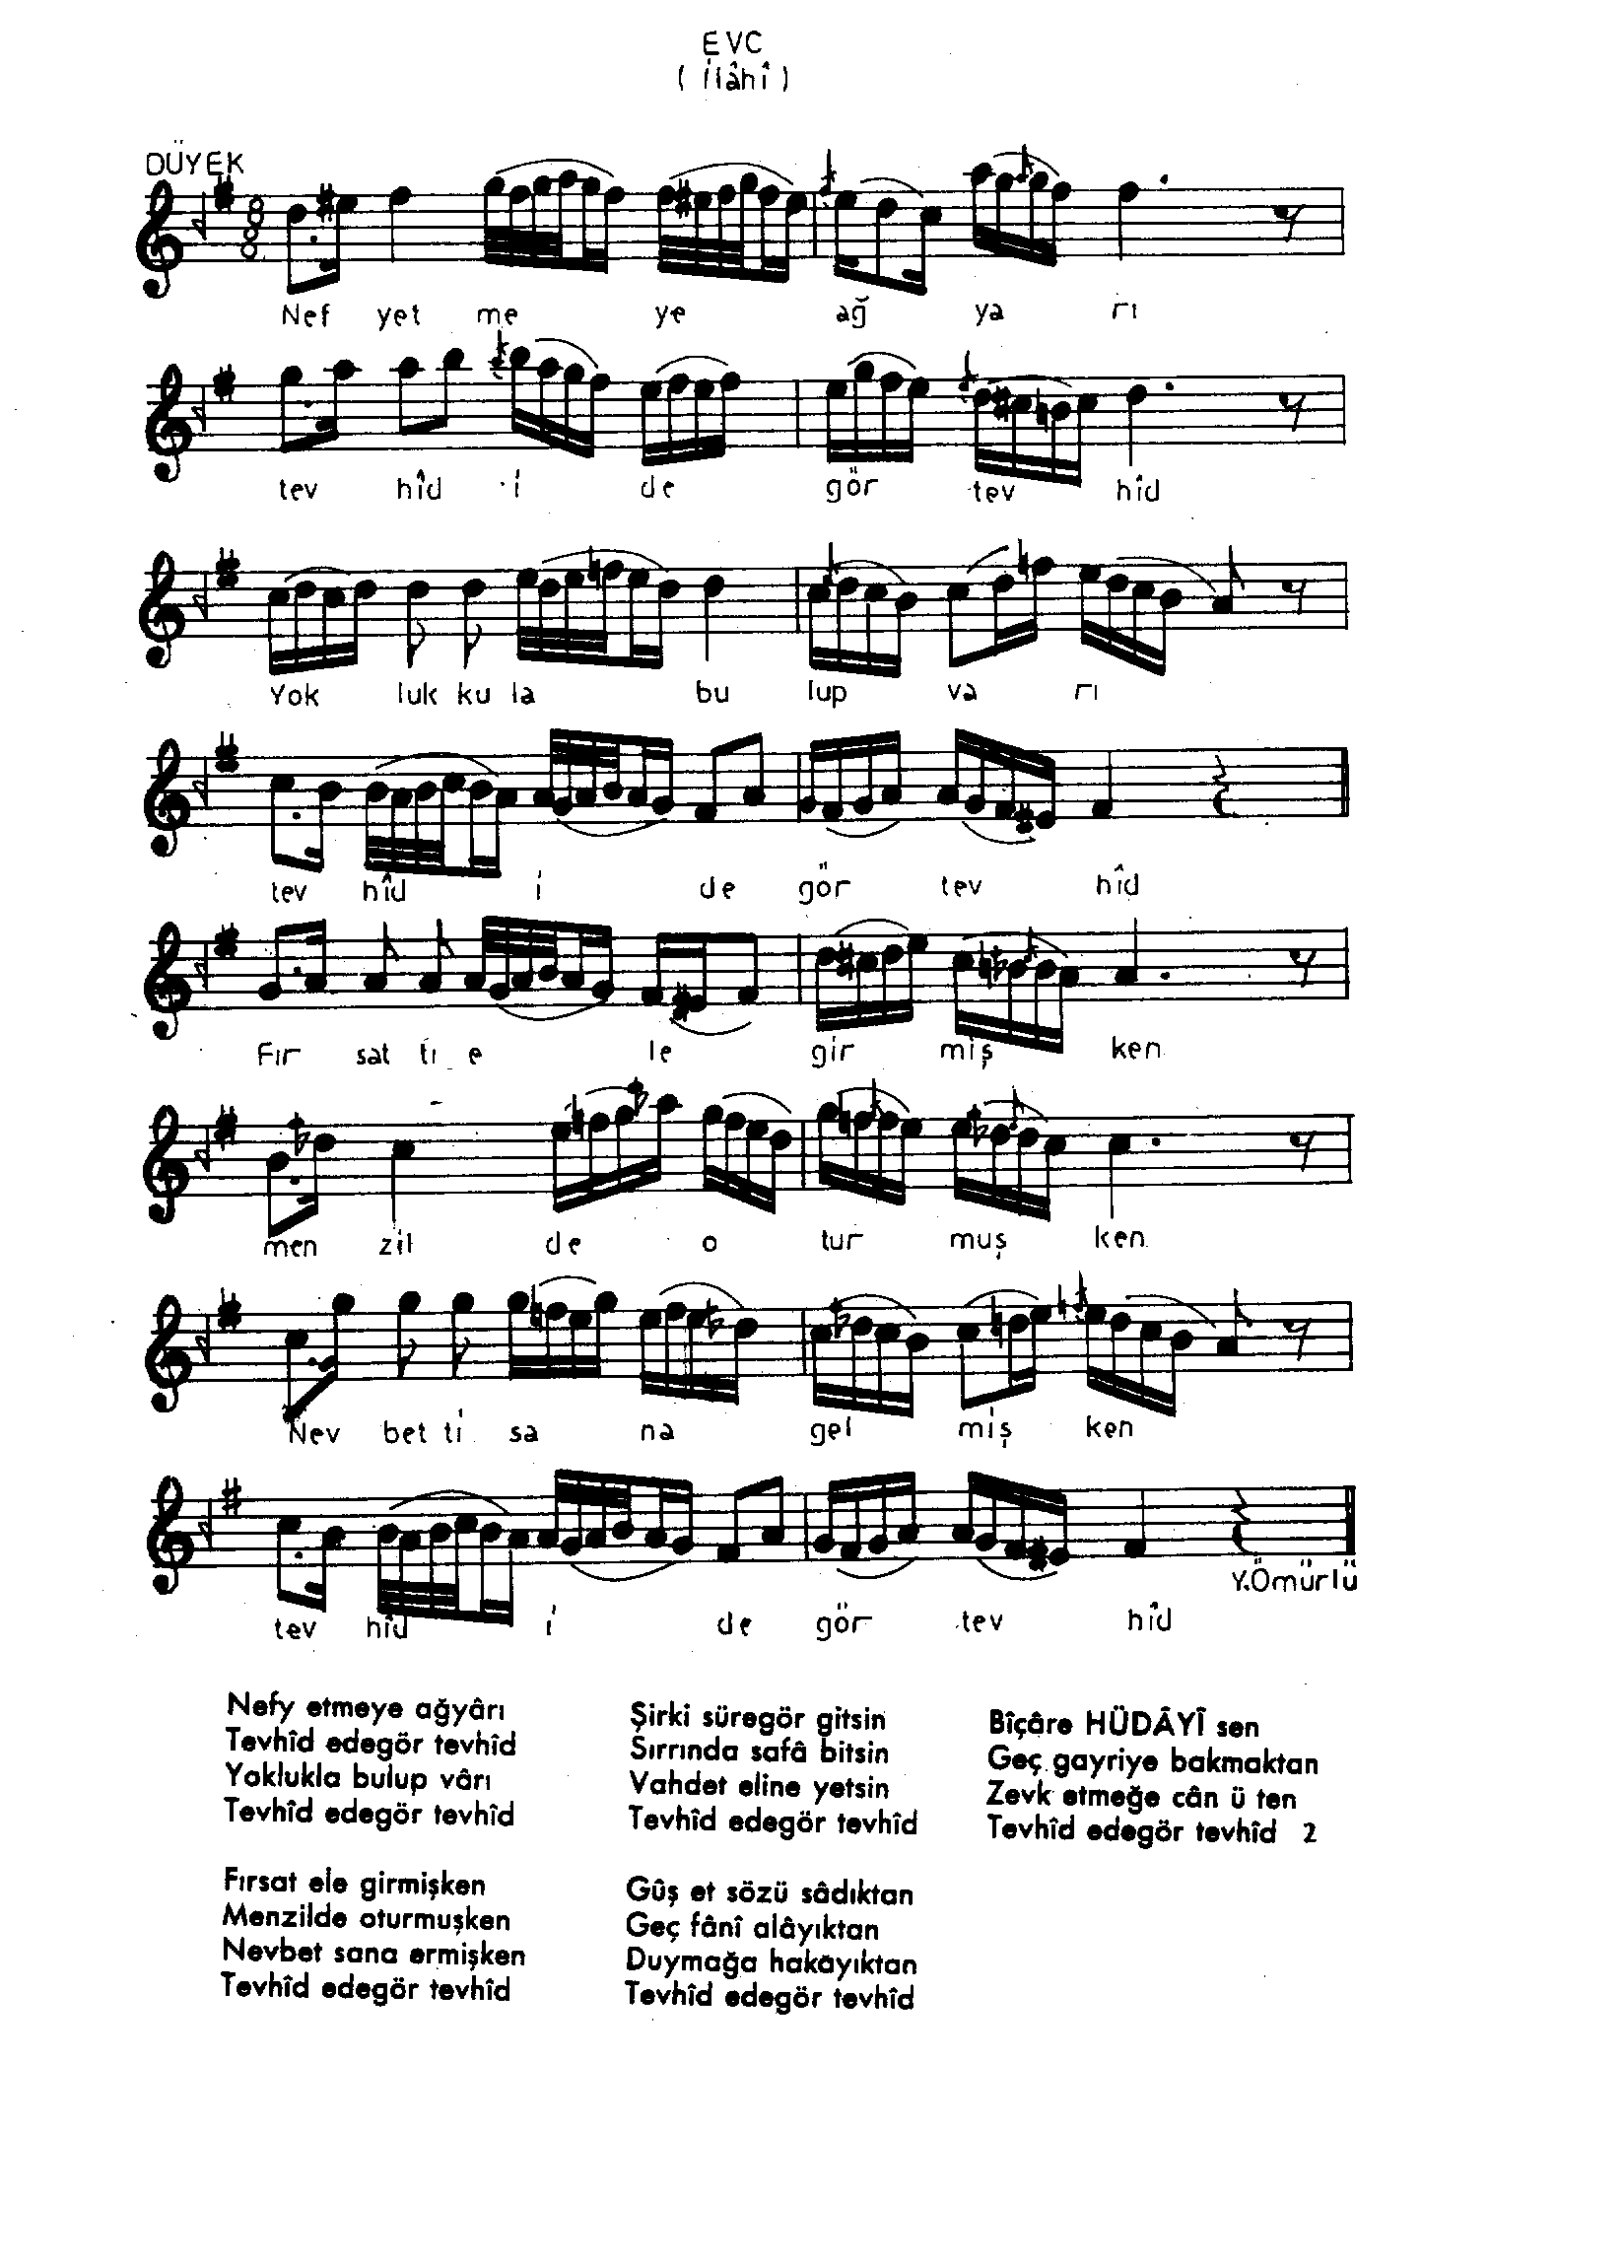 EVC
( İlâhî )
DÜYEK
8
8
Nef yet me ye ağ ya rı
tev hîd i de gör tev hîd
Yok luk ku la bu lup va rı
tev hîd i de gör tev hîd
Fır sat tı_e le gir miş ken
men zil de o tur muş ken
Nev bet ti sa na gel miş ken
Y.Ömürlü
tev hîd i de gör tev hîd
Nefy etmeye ağyârı
Tevhîd edegör tevhîd
Yoklukla bulup vârı
Tevhîd edegör tevhîd
Fırsat ele girmişken
Menzilde oturmuşken
Nevbet sana ermişken
Tevhîd edegör tevhîd
Şirki süregör gitsin
Sırrında safâ bitsin
Vahdet eline yetsin
Tevhîd edegör tevhîd
Gûş et sözü sâdıktan
Geç fânî alâyıktan
Duymağa hakāyıktan
Tevhîd edegör tevhîd
Bîçâre HÜDÂYÎ sen
Geç gayriye bakmaktan
Zevk etmeğe cân ü ten
Tevhîd edegör tevhîd 2